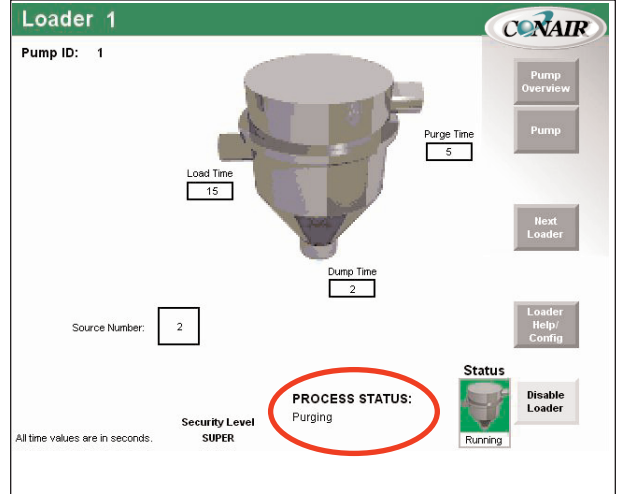 Loader 1
CONAIR
Pump ID: 1
Pump
Overview
Purge Time
5
Pump
Load Time
15
Next
Loader
Dump Time
2
Source Number: 2
Loader
Help/
Config
Status
PROCESS STATUS:
Purging
Disable
Loader
Security Level
All time values are in seconds. SUPER
Running